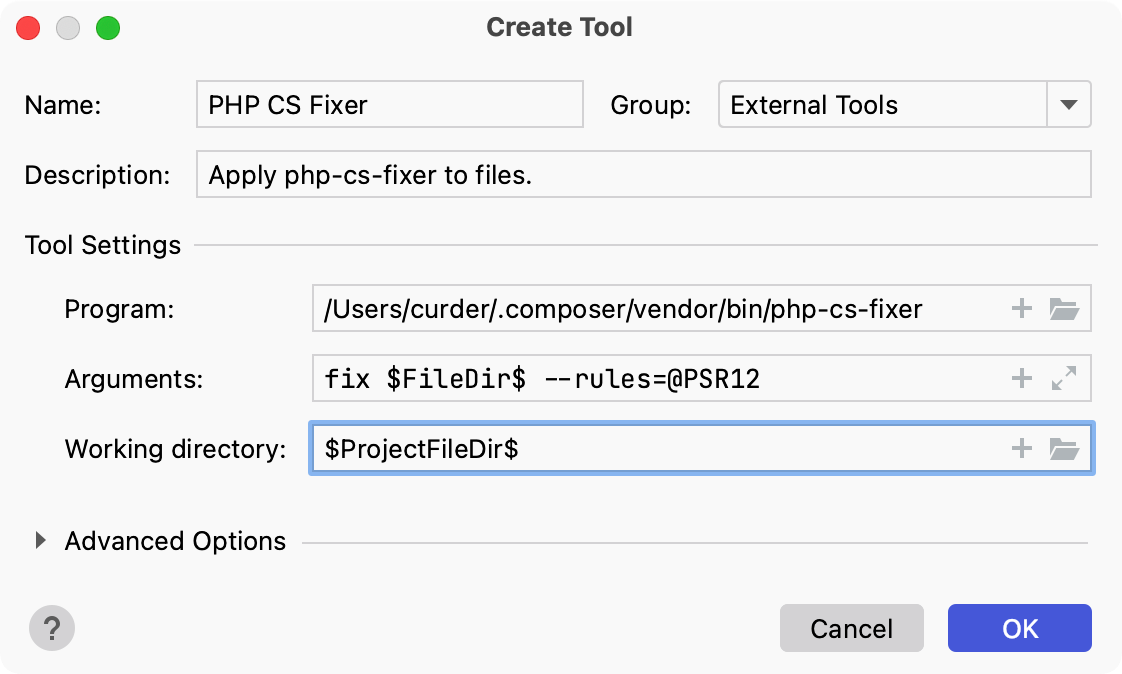 Create Tool
Name: PHP CS Fixer Group: External Tools
Description: Apply php-cs-fixer to files.
Tool Settings
Program: /Users/curder/.composer/vendor/bin/php-cs-fixer
Arguments: fix $FileDir$ --rules=@PSR12
Working directory: $ProjectFileDir$
Advanced Options
? Cancel OK